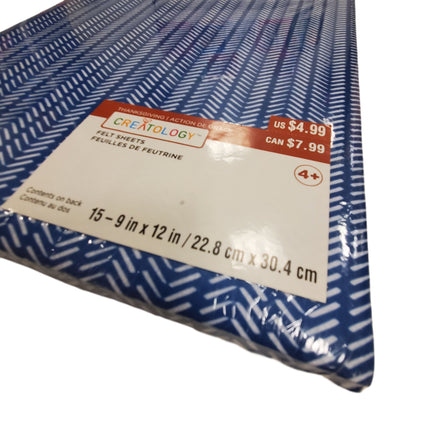 THANKSGIVING / ACTION DE
CREATOLOGY™
US $4.99
CAN $7.99
FELT SHEETS
FEUILLES DE FEUTRINE
4+
Contents on back
Contenu au dos
15 – 9 in x 12 in / 22.8 cm x 30.4 cm